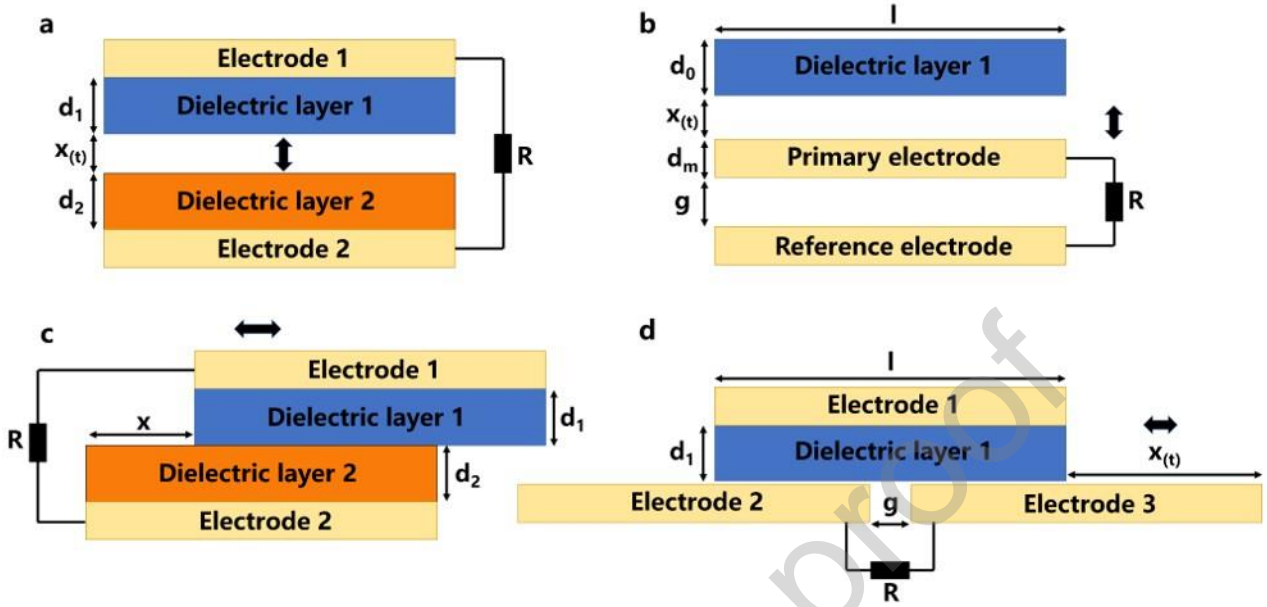 a
Electrode 1
d1
Dielectric layer 1
x(t)
R
d2
Dielectric layer 2
Electrode 2
b
l
d0
Dielectric layer 1
x(t)
dm
Primary electrode
g
R
Reference electrode
c
Electrode 1
Dielectric layer 1
d1
R
x
Dielectric layer 2
d2
Electrode 2
d
l
Electrode 1
d1
Dielectric layer 1
x(t)
Electrode 2
g
Electrode 3
R
proof